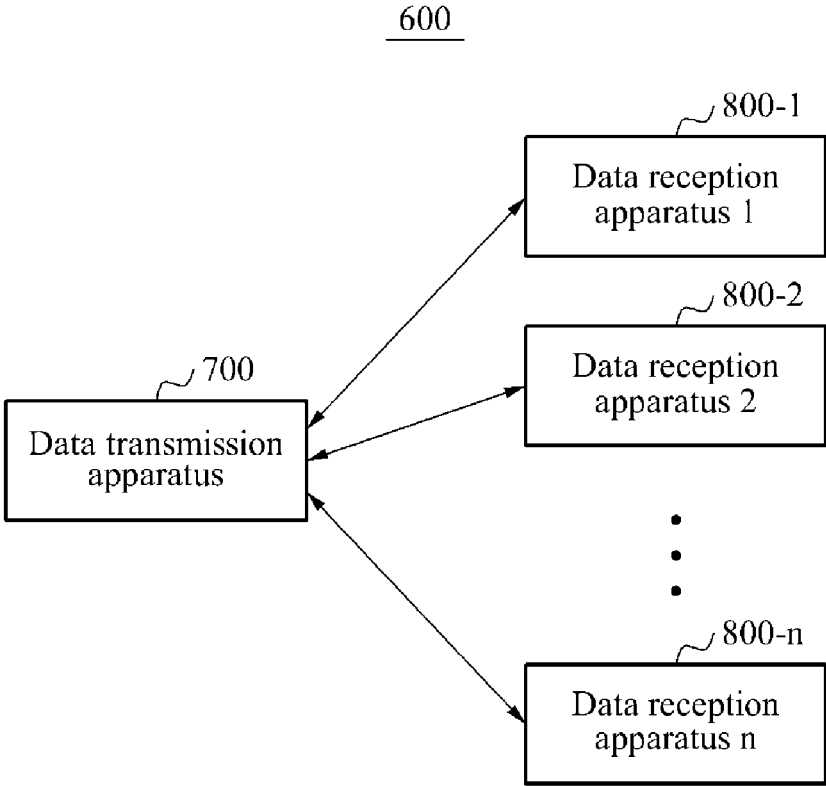 600
800-1
Data reception
apparatus 1
800-2
Data reception
apparatus 2
700
Data transmission
apparatus
800-n
Data reception
apparatus n